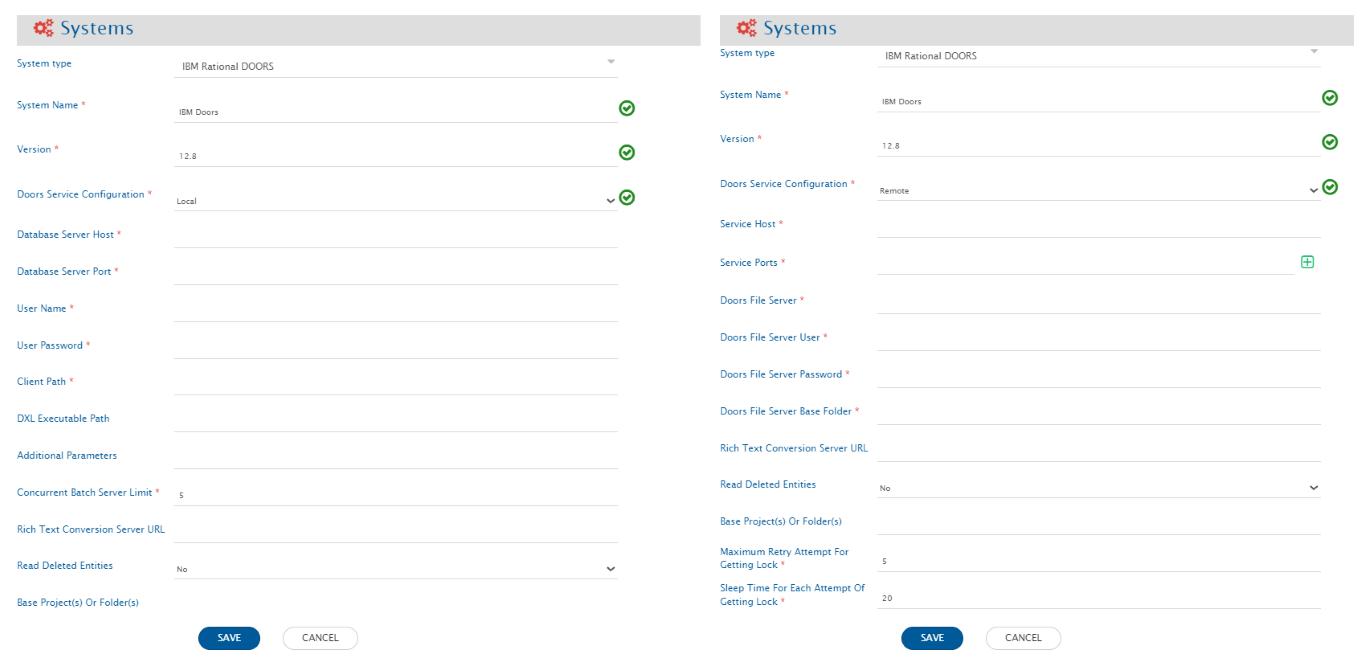 Systems
System type IBM Rational DOORS
System Name * IBM Doors
Version * 12.8
Doors Service Configuration * Local
Database Server Host *
Database Server Port *
User Name *
User Password *
Client Path *
DXL Executable Path
Additional Parameters
Concurrent Batch Server Limit * 5
Rich Text Conversion Server URL
Read Deleted Entities No
Base Project(s) Or Folder(s)
SAVE CANCEL
Systems
System type IBM Rational DOORS
System Name * IBM Doors
Version * 12.8
Doors Service Configuration * Remote
Service Host *
Service Ports *
Doors File Server *
Doors File Server User *
Doors File Server Password *
Doors File Server Base Folder *
Rich Text Conversion Server URL
Read Deleted Entities No
Base Project(s) Or Folder(s)
Maximum Retry Attempt For
Getting Lock * 5
Sleep Time For Each Attempt Of
Getting Lock * 20
SAVE CANCEL